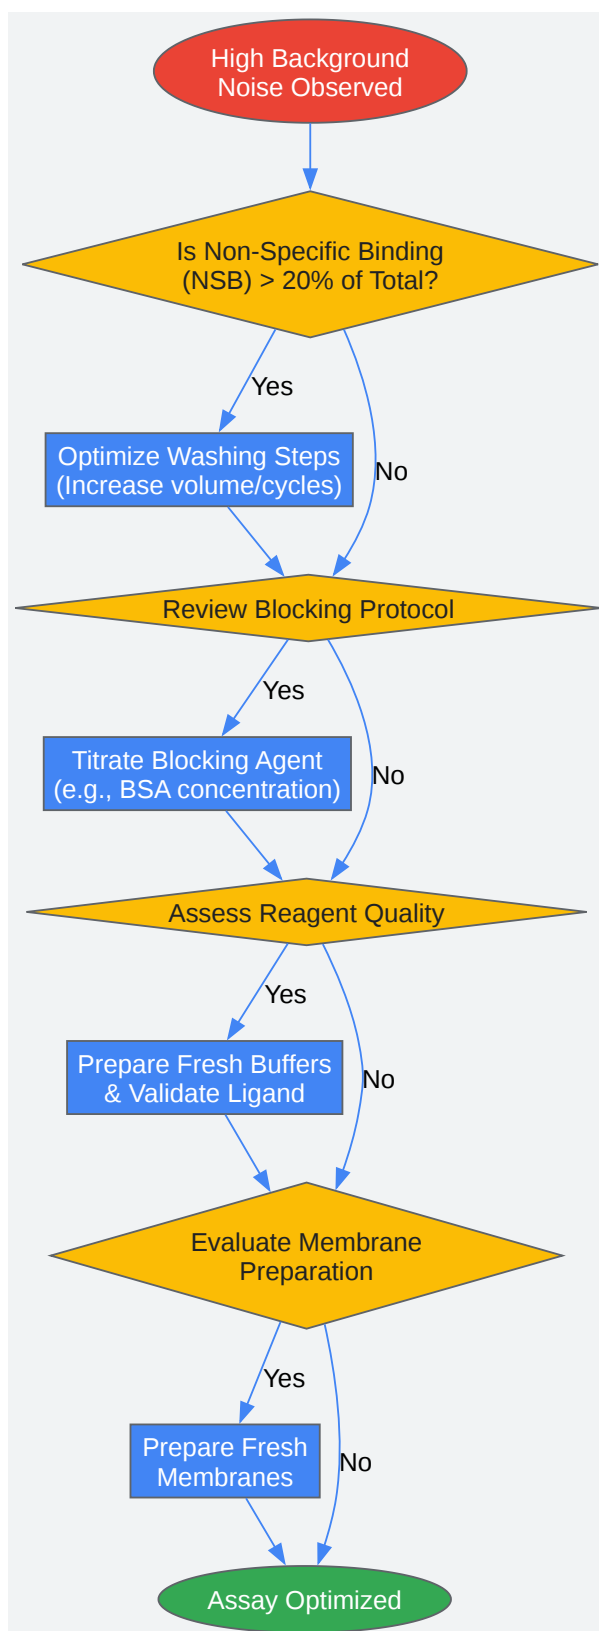 High Background
Noise Observed
Is Non-Specific Binding
(NSB) > 20% of Total?
Yes
Optimize Washing Steps
(Increase volume/cycles)
No
Review Blocking Protocol
Yes
Titrate Blocking Agent
(e.g., BSA concentration)
No
Assess Reagent Quality
Yes
Prepare Fresh Buffers
& Validate Ligand
No
Evaluate Membrane
Preparation
Yes
Prepare Fresh
Membranes
No
Assay Optimized